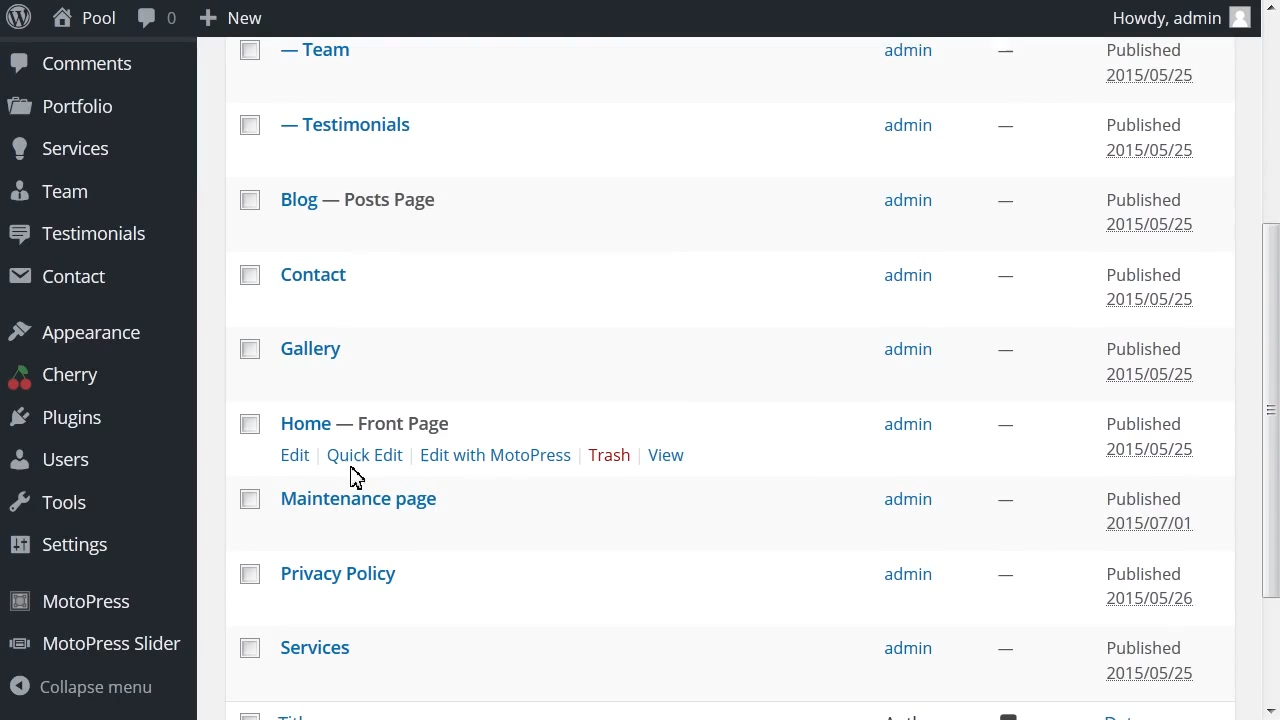 Pool 0 New Howdy, admin
Comments
Portfolio
Services
Team
Testimonials
Contact
Appearance
Cherry
Plugins
Users
Tools
Settings
MotoPress
MotoPress Slider
Collapse menu
— Team admin — Published
2015/05/25
— Testimonials admin — Published
2015/05/25
Blog — Posts Page admin — Published
2015/05/25
Contact admin — Published
2015/05/25
Gallery admin — Published
2015/05/25
Home — Front Page admin — Published
Edit | Quick Edit | Edit with MotoPress | Trash | View 2015/05/25
Maintenance page admin — Published
2015/07/01
Privacy Policy admin — Published
2015/05/26
Services admin — Published
2015/05/25